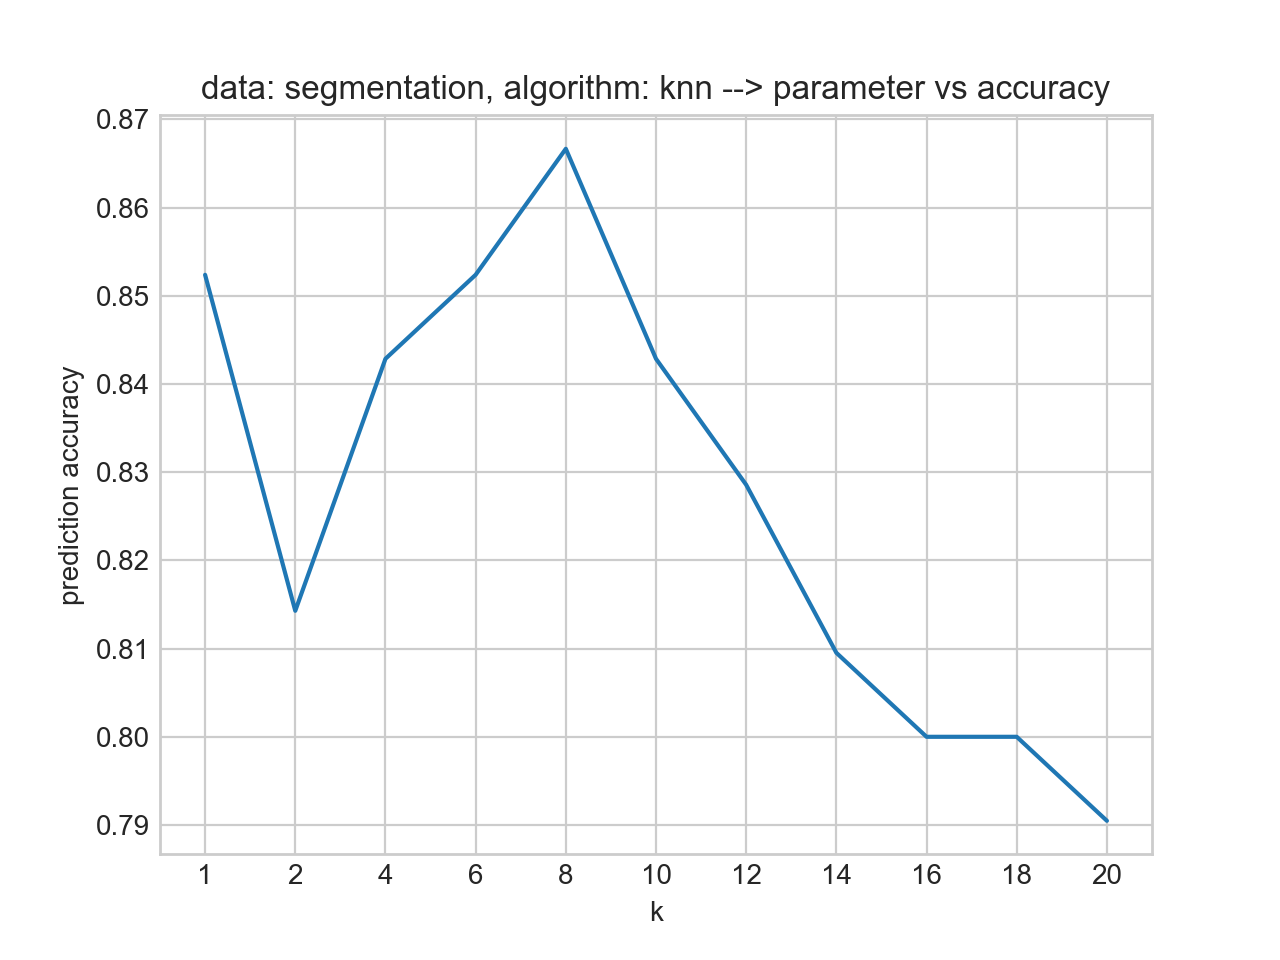 data: segmentation, algorithm: knn --> parameter vs accuracy
0.87
0.86
0.85
0.84
0.83
0.82
0.81
0.80
0.79
prediction accuracy
1 2 4 6 8 10 12 14 16 18 20
k